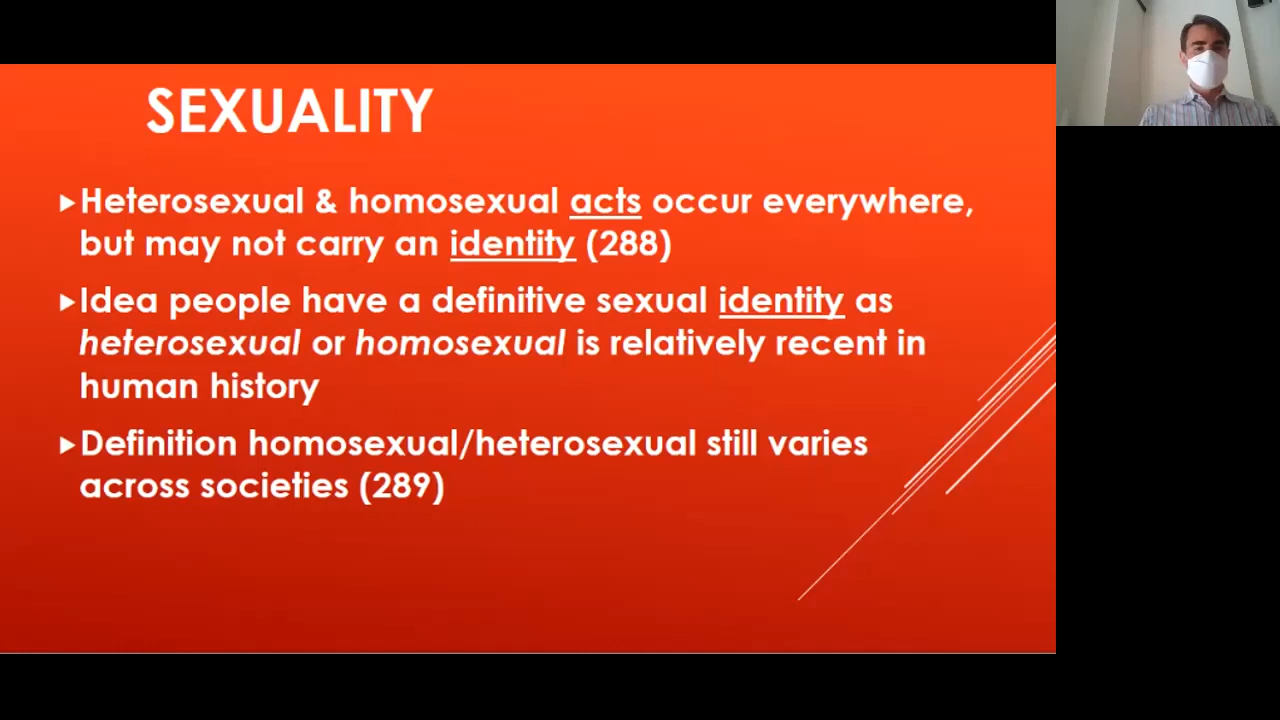 SEXUALITY
Heterosexual & homosexual acts occur everywhere,
but may not carry an identity (288)
Idea people have a definitive sexual identity as
heterosexual or homosexual is relatively recent in
human history
Definition homosexual/heterosexual still varies
across societies (289)